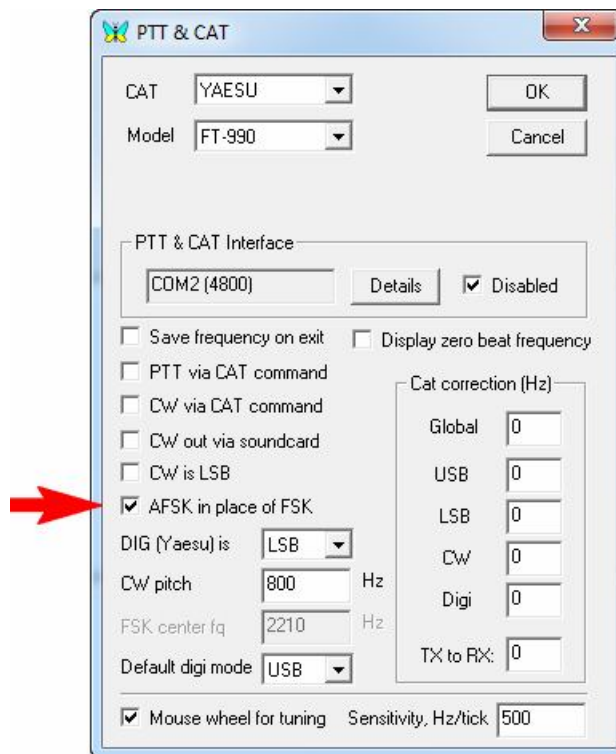 PTT & CAT
CAT YAESU OK
Model FT-990 Cancel
PTT & CAT Interface
COM2 (4800) Details Disabled
Save frequency on exit Display zero beat frequency
PTT via CAT command
Cat correction (Hz)
CW via CAT command
Global 0
CW out via soundcard
CW is LSB
USB 0
AFSK in place of FSK
LSB 0
DIG (Yaesu) is LSB
CW 0
CW pitch 800 Hz
Digi 0
FSK center fq 2210 Hz
TX to RX: 0
Default digi mode USB
Mouse wheel for tuning Sensitivity, Hz/tick 500